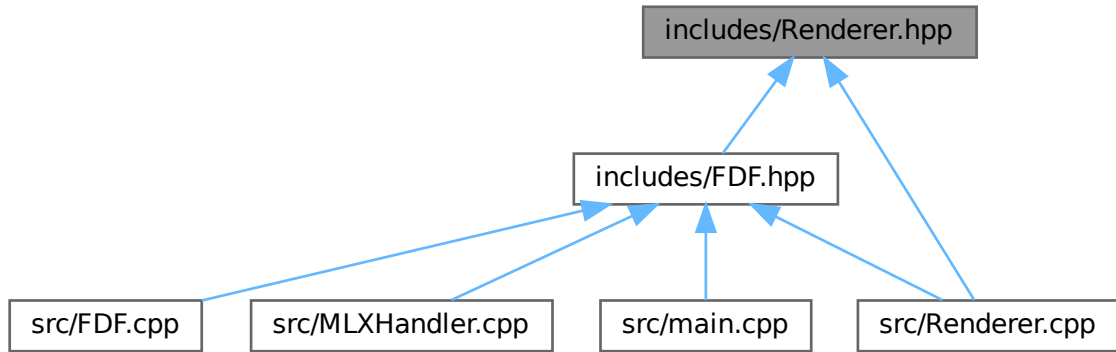 includes/Renderer.hpp
includes/FDF.hpp
src/FDF.cpp
src/MLXHandler.cpp
src/main.cpp
src/Renderer.cpp